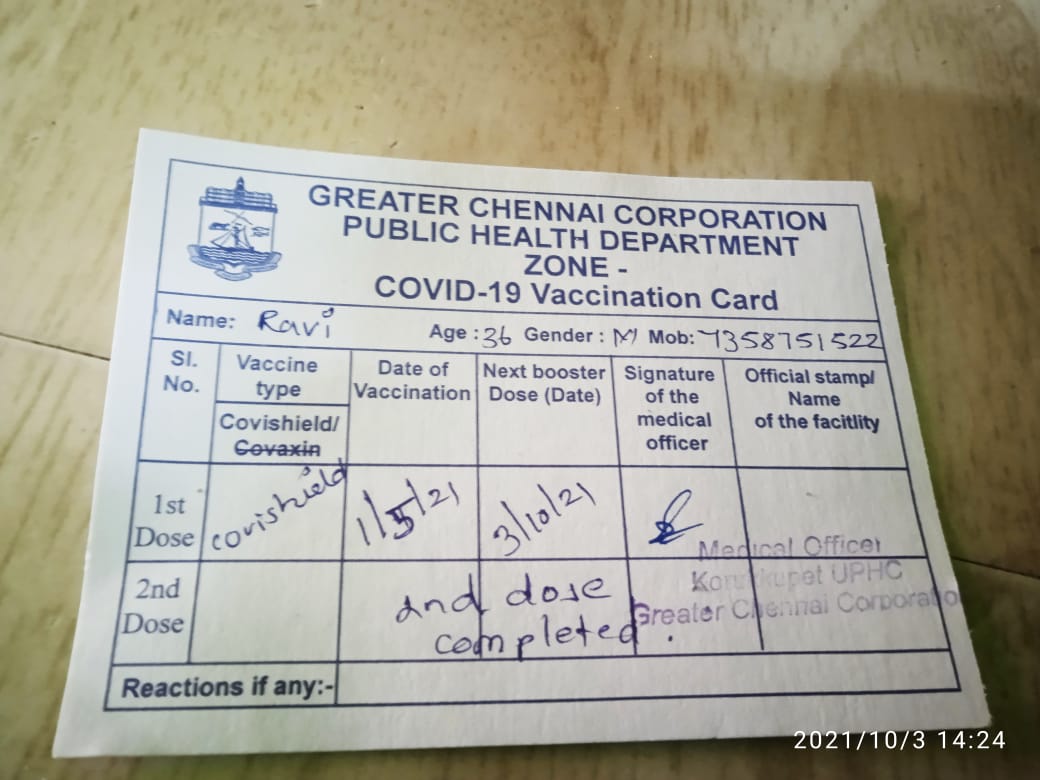 GREATER CHENNAI CORPORATION
PUBLIC HEALTH DEPARTMENT
ZONE -
COVID-19 Vaccination Card
Name: Ravi Age : 36 Gender : M Mob: 7358751522
Sl. No. Vaccine type Covishield/ Covaxin Date of Vaccination Next booster Dose (Date) Signature of the medical officer Official stamp/ Name of the facitlity
1st Dose covishield 1/5/21 3/10/21
Medical Officer
Korukkupet UPHC
Greater Chennai Corporatio
2nd Dose 2nd dose completed.
Reactions if any:-
2021/10/3 14:24